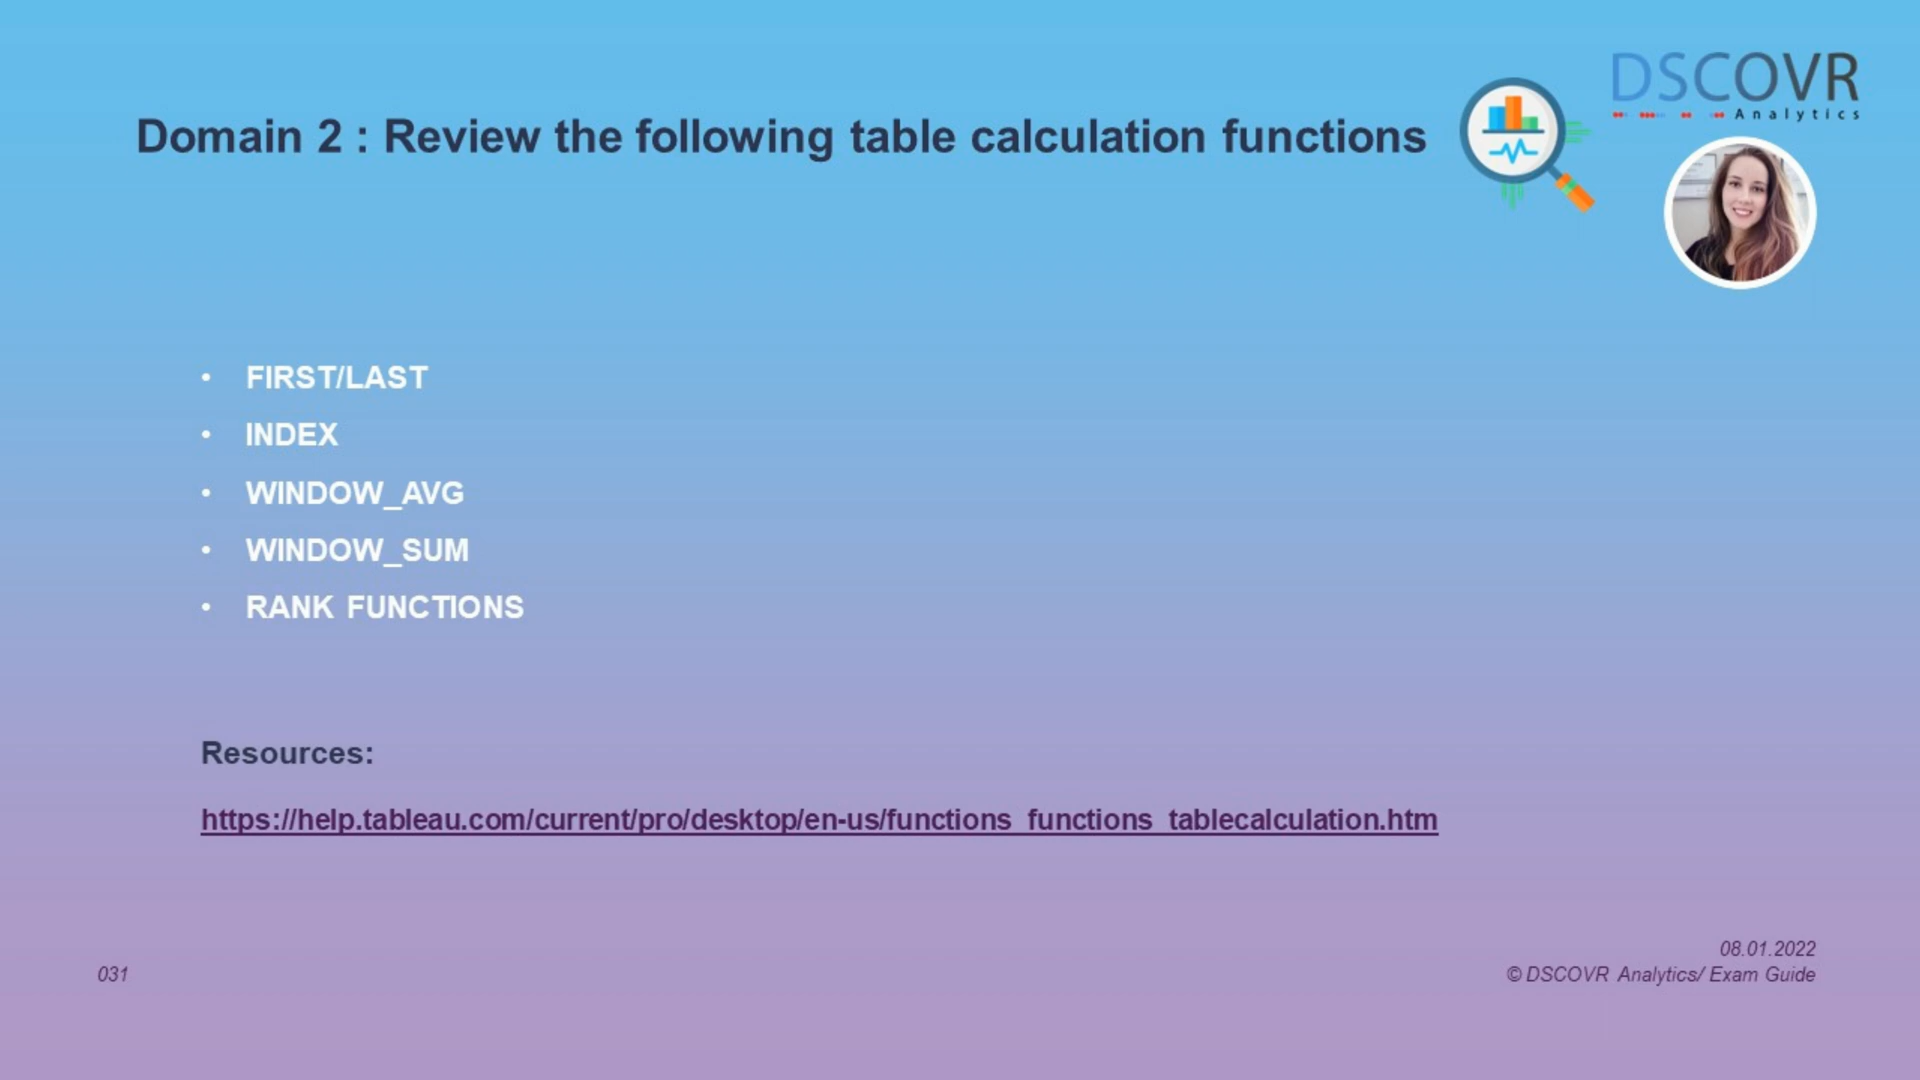 DSCOVR
Analytics
Domain 2 : Review the following table calculation functions
• FIRST/LAST
• INDEX
• WINDOW_AVG
• WINDOW_SUM
• RANK FUNCTIONS
Resources:
https://help.tableau.com/current/pro/desktop/en-us/functions_functions_tablecalculation.htm
08.01.2022
031
© DSCOVR Analytics/ Exam Guide